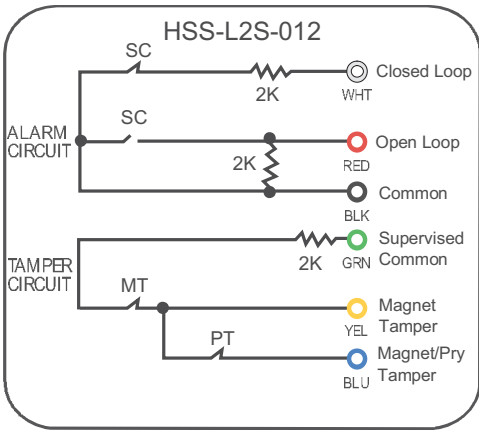 HSS-L2S-012
SC
Closed Loop
2K
WHT
SC
ALARM
CIRCUIT
Open Loop
2K
RED
Common
BLK
Supervised
Common
2K
GRN
TAMPER
CIRCUIT
MT
Magnet
Tamper
YEL
PT
Magnet/Pry
Tamper
BLU